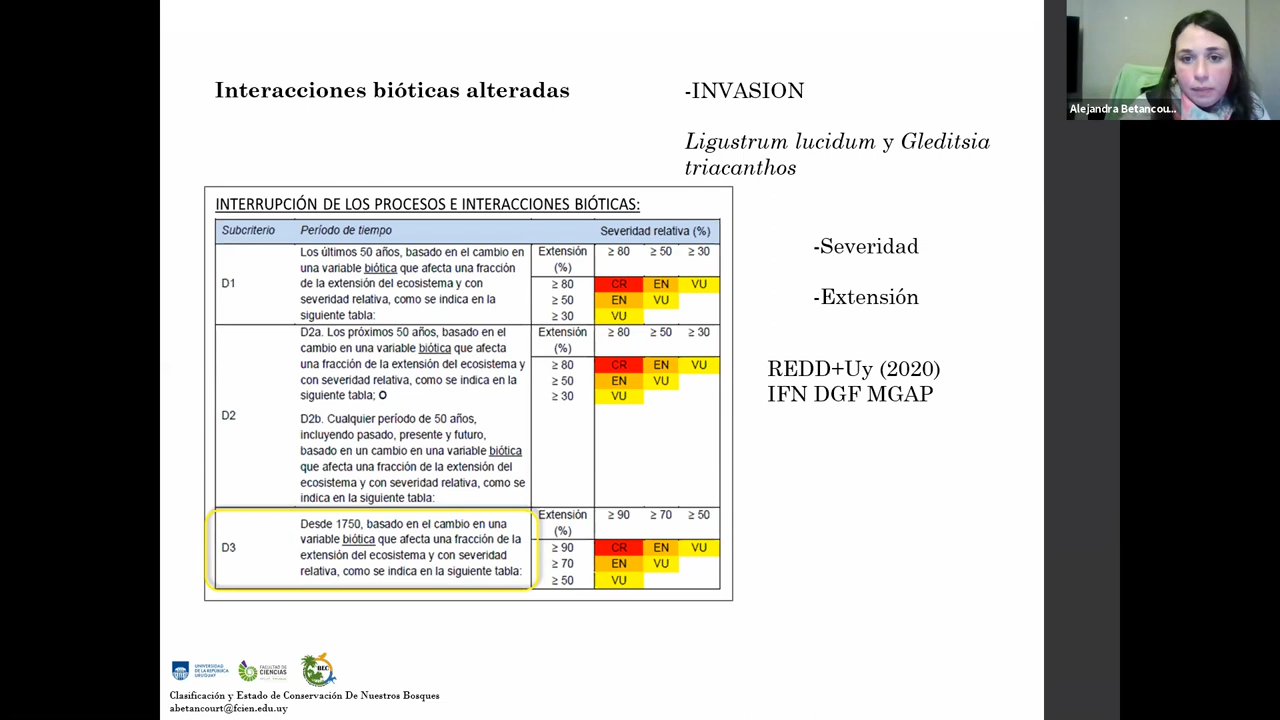 Interacciones bióticas alteradas
-INVASION
Ligustrum lucidum y Gleditsia
triacanthos
-Severidad
-Extensión
REDD+Uy (2020)
IFN DGF MGAP
INTERRUPCIÓN DE LOS PROCESOS E INTERACCIONES BIÓTICAS:
Subcriterio Período de tiempo Severidad relativa (%)
D1
Los últimos 50 años, basado en el cambio en
una variable biótica que afecta una fracción
de la extensión del ecosistema y con
severidad relativa, como se indica en la
siguiente tabla:
Extensión (%) ≥ 80 ≥ 50 ≥ 30
≥ 80 CR EN VU
≥ 50 EN VU
≥ 30 VU
D2
D2a. Los próximos 50 años, basado en el
cambio en una variable biótica que afecta
una fracción de la extensión del ecosistema y
con severidad relativa, como se indica en la
siguiente tabla; O
D2b. Cualquier período de 50 años,
incluyendo pasado, presente y futuro,
basado en un cambio en una variable biótica
que afecta una fracción de la extensión del
ecosistema y con severidad relativa, como se
indica en la siguiente tabla:
Extensión (%) ≥ 80 ≥ 50 ≥ 30
≥ 80 CR EN VU
≥ 50 EN VU
≥ 30 VU
D3
Desde 1750, basado en el cambio en una
variable biótica que afecta una fracción de la
extensión del ecosistema y con severidad
relativa, como se indica en la siguiente tabla:
Extensión (%) ≥ 90 ≥ 70 ≥ 50
≥ 90 CR EN VU
≥ 70 EN VU
≥ 50 VU
UNIVERSIDAD
DE LA REPÚBLICA
URUGUAY
FACULTAD DE
CIENCIAS
BEC
Clasificación y Estado de Conservación De Nuestros Bosques
abetancourt@fcien.edu.uy
Alejandra Betancou...